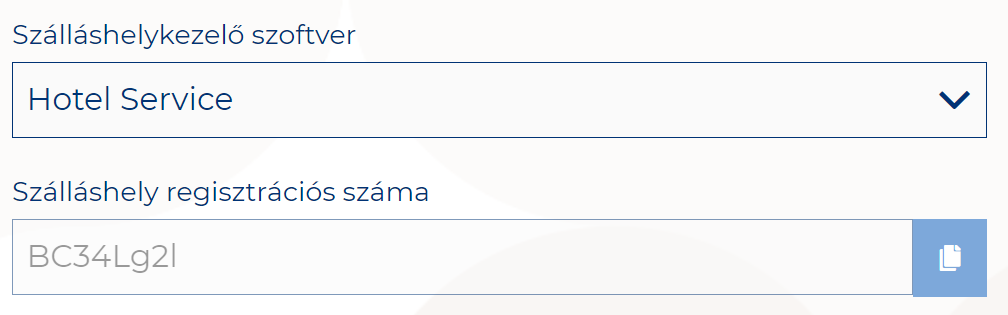 Szálláshelykezelő szoftver
Hotel Service
Szálláshely regisztrációs száma
BC34Lg2l